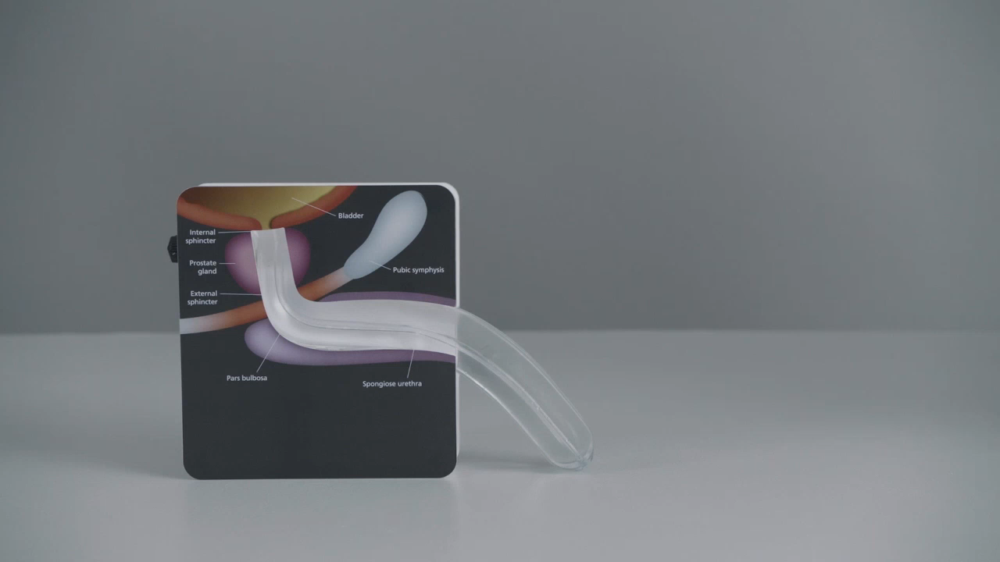 Bladder
Internal
sphincter
Prostate
gland
Pubic symphysis
External
sphincter
Pars bulbosa
Spongiose urethra